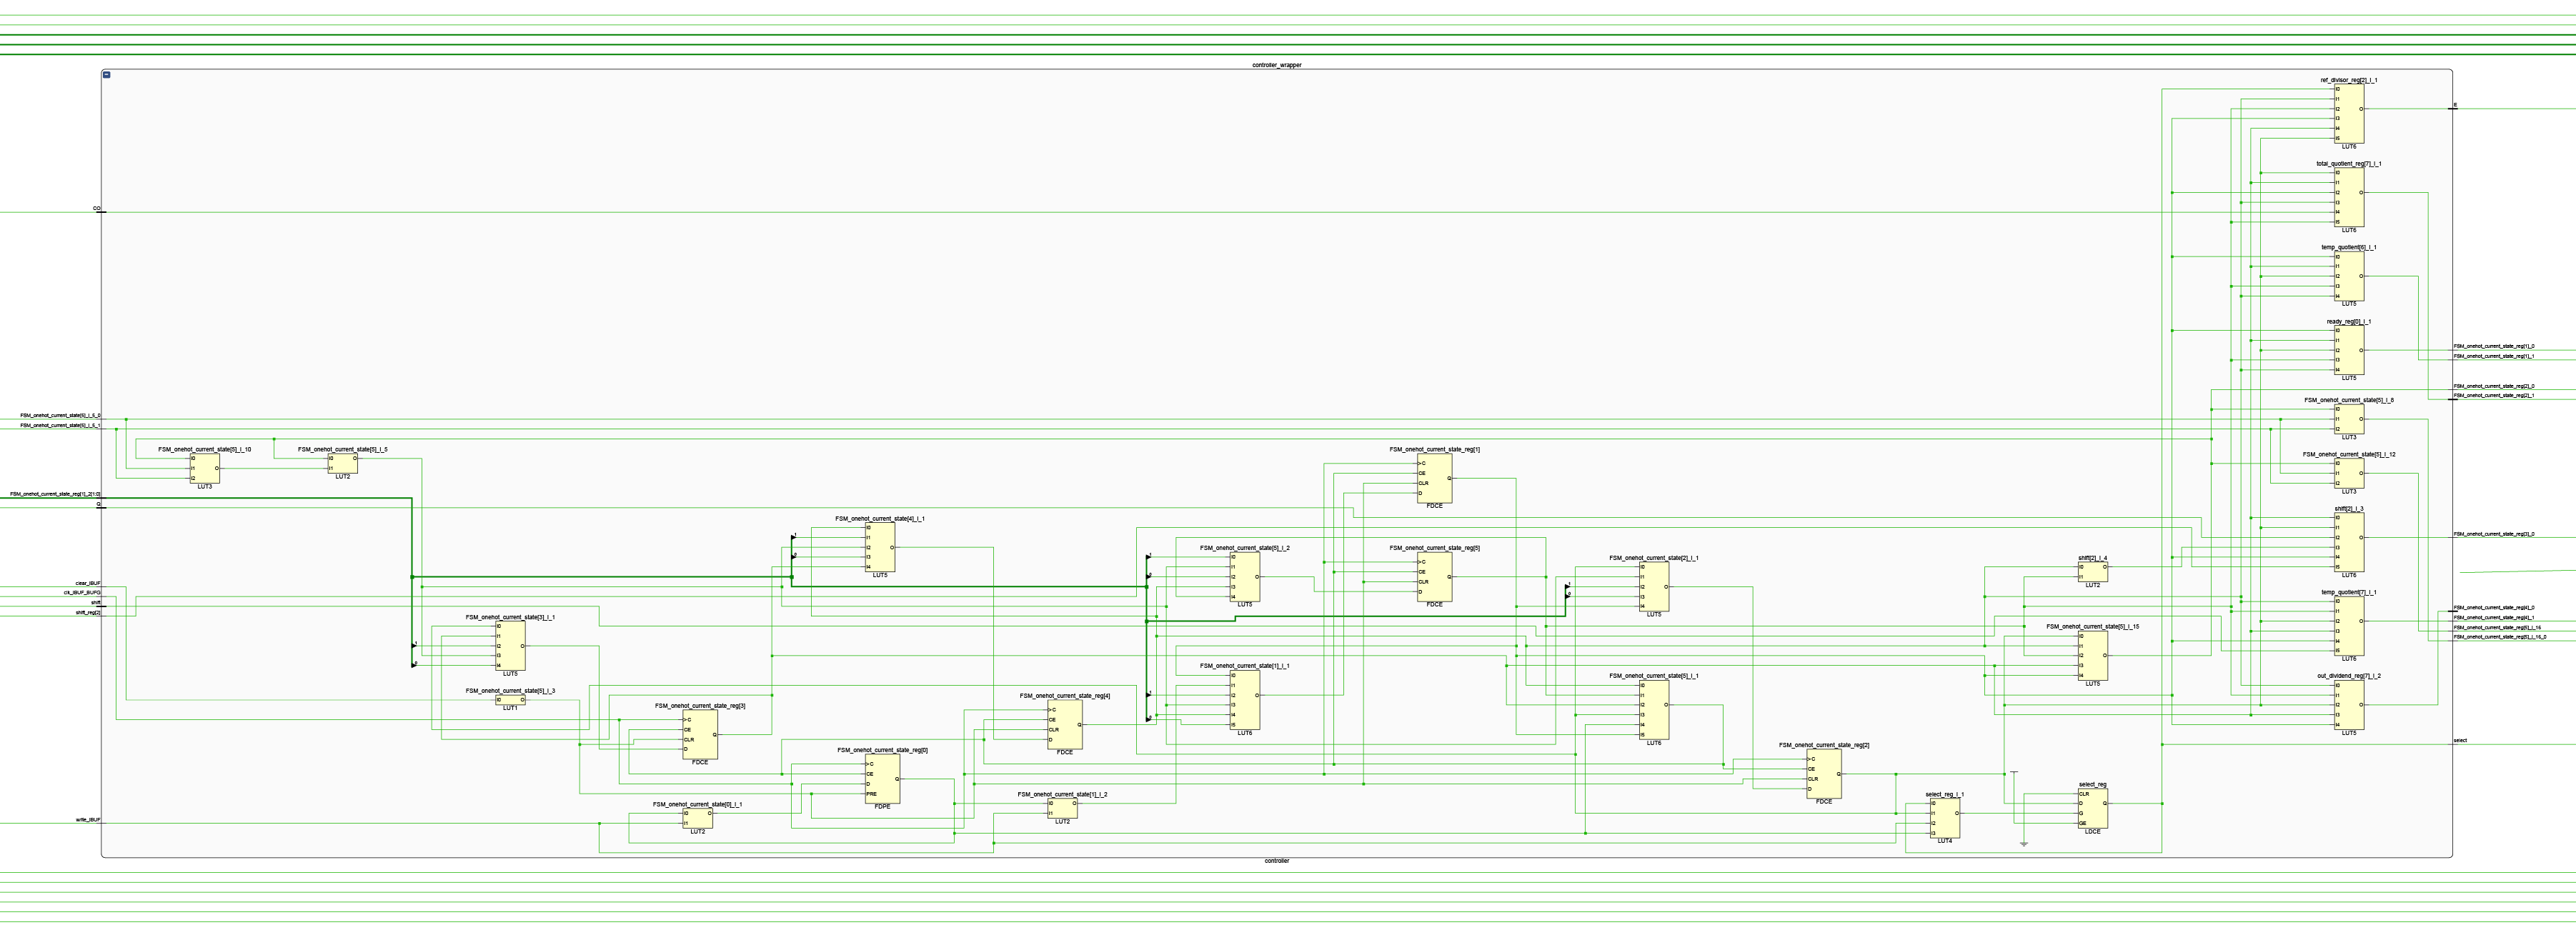 controller_wrapper
ref_divisor_reg[2]_i_1
I0
I1
I2
I3
I4
I5
O
LUT6
E
total_quotient_reg[7]_i_1
I0
I1
I2
I3
I4
I5
O
LUT6
CO
temp_quotient[6]_i_1
I0
I1
I2
I3
I4
O
LUT5
ready_reg[0]_i_1
I0
I1
I2
I3
I4
O
LUT5
FSM_onehot_current_state_reg[1]_0
FSM_onehot_current_state_reg[1]_1
FSM_onehot_current_state_reg[2]_0
FSM_onehot_current_state_reg[2]_1
FSM_onehot_current_state[5]_i_8
I0
I1
I2
O
LUT3
FSM_onehot_current_state[5]_i_5_0
FSM_onehot_current_state[5]_i_5_1
FSM_onehot_current_state[5]_i_10
I0
I1
I2
O
LUT3
FSM_onehot_current_state[5]_i_5
I0
I1
O
LUT2
FSM_onehot_current_state_reg[1]
C
CE
CLR
D
Q
FDCE
FSM_onehot_current_state[5]_i_12
I0
I1
I2
O
LUT3
FSM_onehot_current_state_reg[1]_2[1:0]
FSM_onehot_current_state[4]_i_1
I0
I1
I2
I3
I4
O
LUT5
shift[2]_i_3
I0
I1
I2
I3
I4
I5
O
LUT6
FSM_onehot_current_state_reg[3]_0
FSM_onehot_current_state[5]_i_2
I0
I1
I2
I3
I4
O
LUT5
FSM_onehot_current_state_reg[5]
C
CE
CLR
D
Q
FDCE
FSM_onehot_current_state[2]_i_1
I0
I1
I2
I3
I4
O
LUT5
shift[2]_i_4
I0
I1
O
LUT2
clear_IBUF
clk_IBUF_BUFG
shift
shift_reg[2]
temp_quotient[7]_i_1
I0
I1
I2
I3
I4
I5
O
LUT6
FSM_onehot_current_state_reg[4]_0
FSM_onehot_current_state_reg[4]_1
FSM_onehot_current_state_reg[5]_i_16
FSM_onehot_current_state_reg[5]_i_16_0
FSM_onehot_current_state[3]_i_1
I0
I1
I2
I3
I4
O
LUT5
FSM_onehot_current_state[5]_i_15
I0
I1
I2
I3
I4
O
LUT5
FSM_onehot_current_state[1]_i_1
I0
I1
I2
I3
I4
I5
O
LUT6
FSM_onehot_current_state[5]_i_1
I0
I1
I2
I3
I4
I5
O
LUT6
out_dividend_reg[7]_i_2
I0
I1
I2
I3
I4
O
LUT5
FSM_onehot_current_state[5]_i_3
I0
O
LUT1
FSM_onehot_current_state_reg[3]
C
CE
CLR
D
Q
FDCE
FSM_onehot_current_state_reg[4]
C
CE
CLR
D
Q
FDCE
select
FSM_onehot_current_state_reg[0]
C
CE
D
PRE
Q
FDPE
FSM_onehot_current_state_reg[2]
C
CE
CLR
D
Q
FDCE
select_reg
CLR
D
G
GE
Q
LDCE
FSM_onehot_current_state[1]_i_2
I0
I1
O
LUT2
select_reg_i_1
I0
I1
I2
I3
O
LUT4
FSM_onehot_current_state[0]_i_1
I0
I1
O
LUT2
write_IBUF
controller